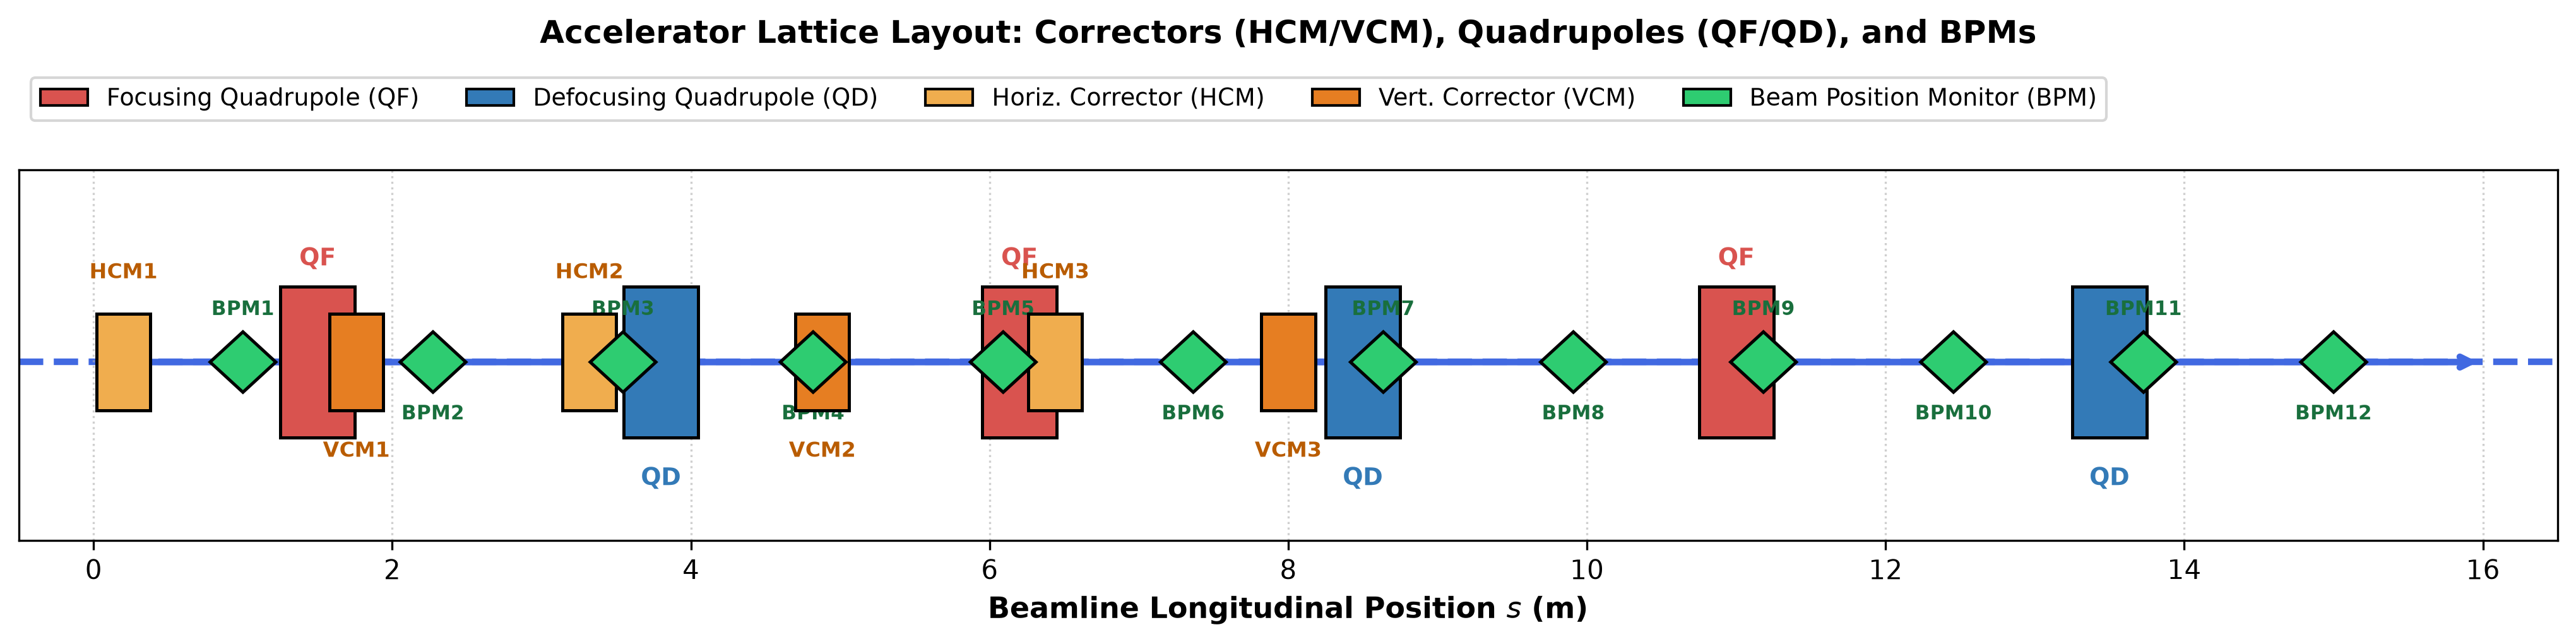 Accelerator Lattice Layout: Correctors (HCM/VCM), Quadrupoles (QF/QD), and BPMs
Focusing Quadrupole (QF) Defocusing Quadrupole (QD) Horiz. Corrector (HCM) Vert. Corrector (VCM) Beam Position Monitor (BPM)
QF QF QF
HCM1 HCM2 HCM3
BPM1 BPM3 BPM5 BPM7 BPM9 BPM11
BPM2 BPM4 BPM6 BPM8 BPM10 BPM12
VCM1 VCM2 VCM3
QD QD QD
0 2 4 6 8 10 12 14 16
Beamline Longitudinal Position s (m)